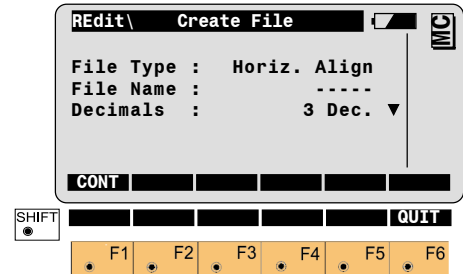 REdit\ Create File
MC
File Type : Horiz. Align
File Name : -----
Decimals : 3 Dec. ▼
CONT
SHIFT
QUIT
F1 F2 F3 F4 F5 F6